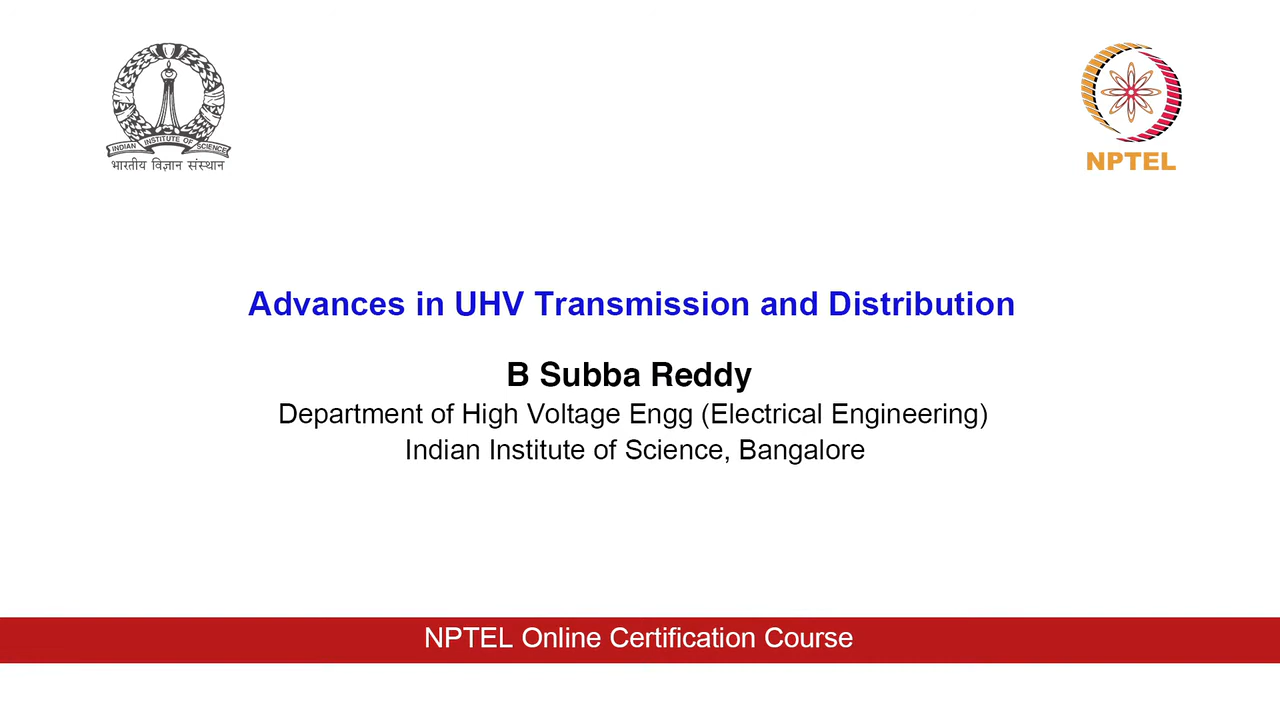 INDIAN INSTITUTE OF SCIENCE
भारतीय विज्ञान संस्थान
NPTEL
Advances in UHV Transmission and Distribution
B Subba Reddy
Department of High Voltage Engg (Electrical Engineering)
Indian Institute of Science, Bangalore
NPTEL Online Certification Course